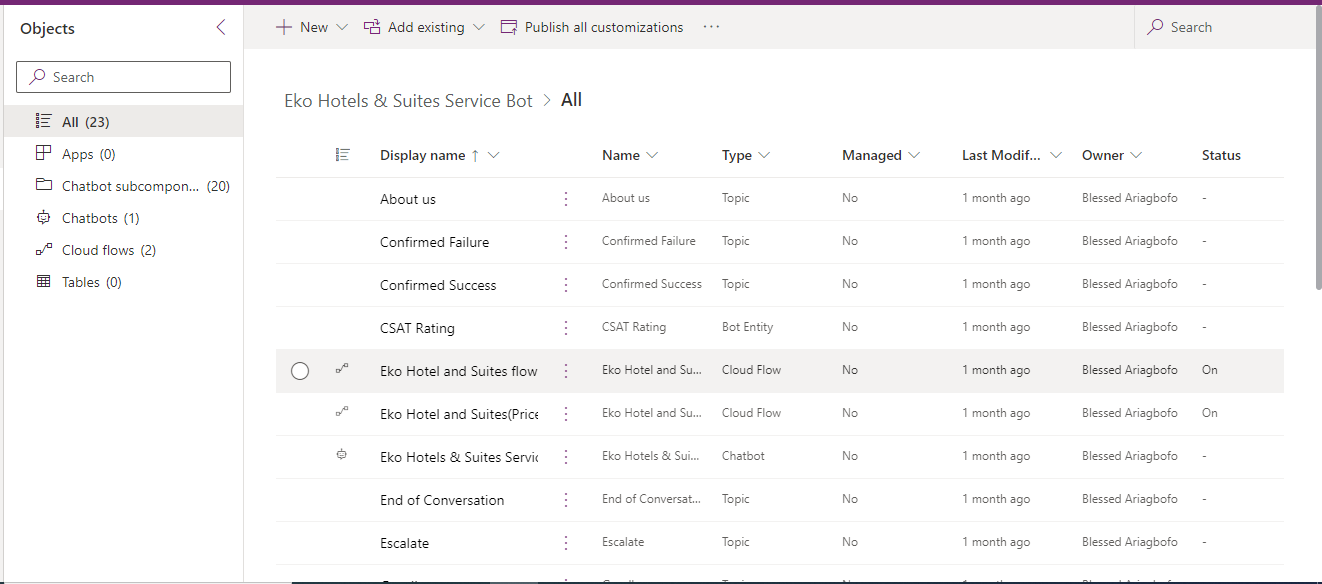 Objects
New
Add existing
Publish all customizations
···
Search
Search
All (23)
Apps (0)
Chatbot subcompon... (20)
Chatbots (1)
Cloud flows (2)
Tables (0)
Eko Hotels & Suites Service Bot > All
Display name ↑ Name Type Managed Last Modif... Owner Status
About us About us Topic No 1 month ago Blessed Ariagbofo -
Confirmed Failure Confirmed Failure Topic No 1 month ago Blessed Ariagbofo -
Confirmed Success Confirmed Success Topic No 1 month ago Blessed Ariagbofo -
CSAT Rating CSAT Rating Bot Entity No 1 month ago Blessed Ariagbofo -
Eko Hotel and Suites flow Eko Hotel and Su... Cloud Flow No 1 month ago Blessed Ariagbofo On
Eko Hotel and Suites(Price Eko Hotel and Su... Cloud Flow No 1 month ago Blessed Ariagbofo On
Eko Hotels & Suites Servic Eko Hotels & Sui... Chatbot No 1 month ago Blessed Ariagbofo -
End of Conversation End of Conversat... Topic No 1 month ago Blessed Ariagbofo -
Escalate Escalate Topic No 1 month ago Blessed Ariagbofo -